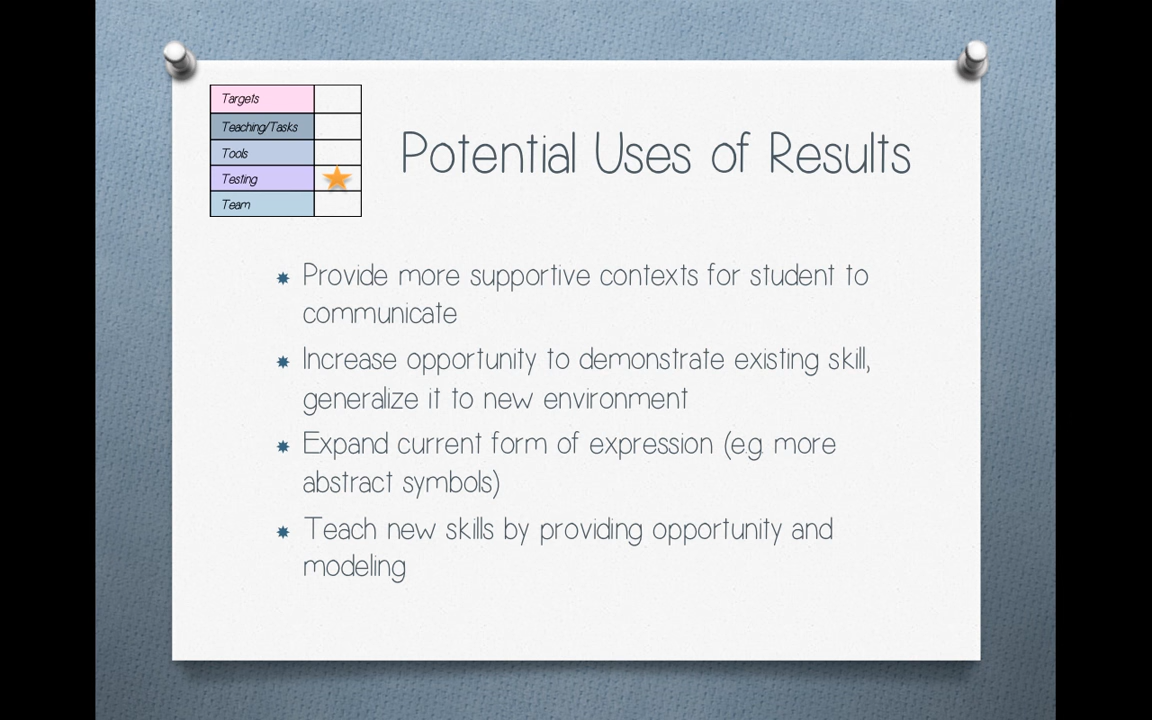 Targets
Teaching/Tasks
Tools
Testing
Team
Potential Uses of Results
Provide more supportive contexts for student to
communicate
Increase opportunity to demonstrate existing skill,
generalize it to new environment
Expand current form of expression (e.g. more
abstract symbols)
Teach new skills by providing opportunity and
modeling